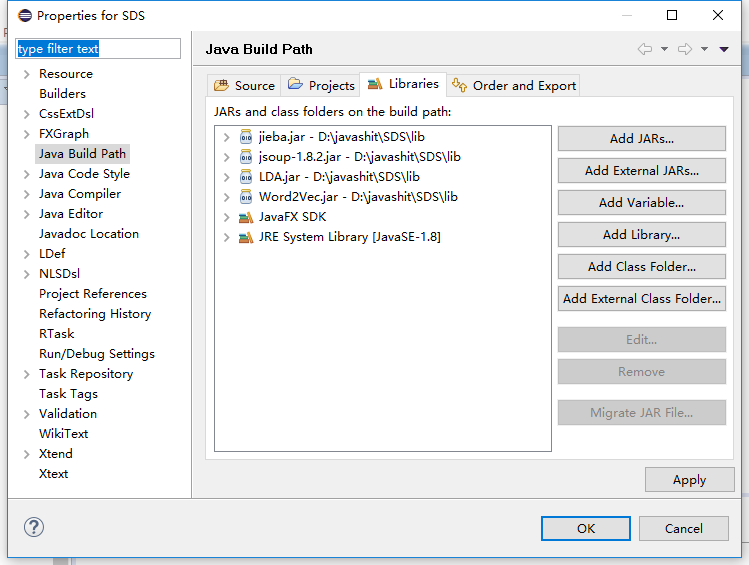 Properties for SDS
type filter text
Resource
Builders
CssExtDsl
FXGraph
Java Build Path
Java Code Style
Java Compiler
Java Editor
Javadoc Location
LDef
NLSDsl
Project References
Refactoring History
RTask
Run/Debug Settings
Task Repository
Task Tags
Validation
WikiText
Xtend
Xtext
Java Build Path
Source Projects Libraries Order and Export
JARs and class folders on the build path:
jieba.jar - D:\javashit\SDS\lib
jsoup-1.8.2.jar - D:\javashit\SDS\lib
LDA.jar - D:\javashit\SDS\lib
Word2Vec.jar - D:\javashit\SDS\lib
JavaFX SDK
JRE System Library [JavaSE-1.8]
Add JARs...
Add External JARs...
Add Variable...
Add Library...
Add Class Folder...
Add External Class Folder...
Edit...
Remove
Migrate JAR File...
Apply
OK Cancel